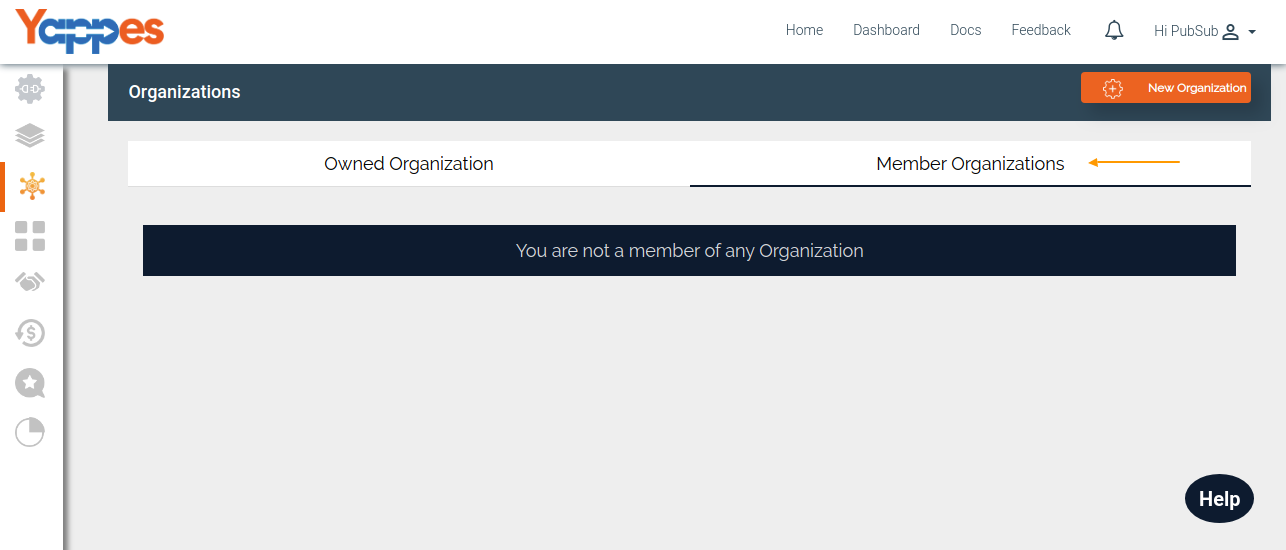 Yappes
Home Dashboard Docs Feedback Hi PubSub
Organizations
New Organization
Owned Organization Member Organizations
You are not a member of any Organization
Help